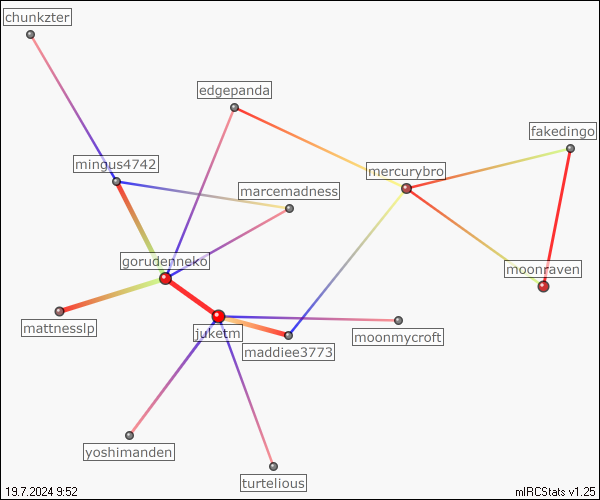 chunkzter
edgepanda
fakedingo
mingus4742
mercurybro
marcemadness
gorudenneko
moonraven
mattnesslp
juketm
moonmycroft
maddiee3773
yoshimanden
turtelious
19.7.2024 9:52
mIRCStats v1.25